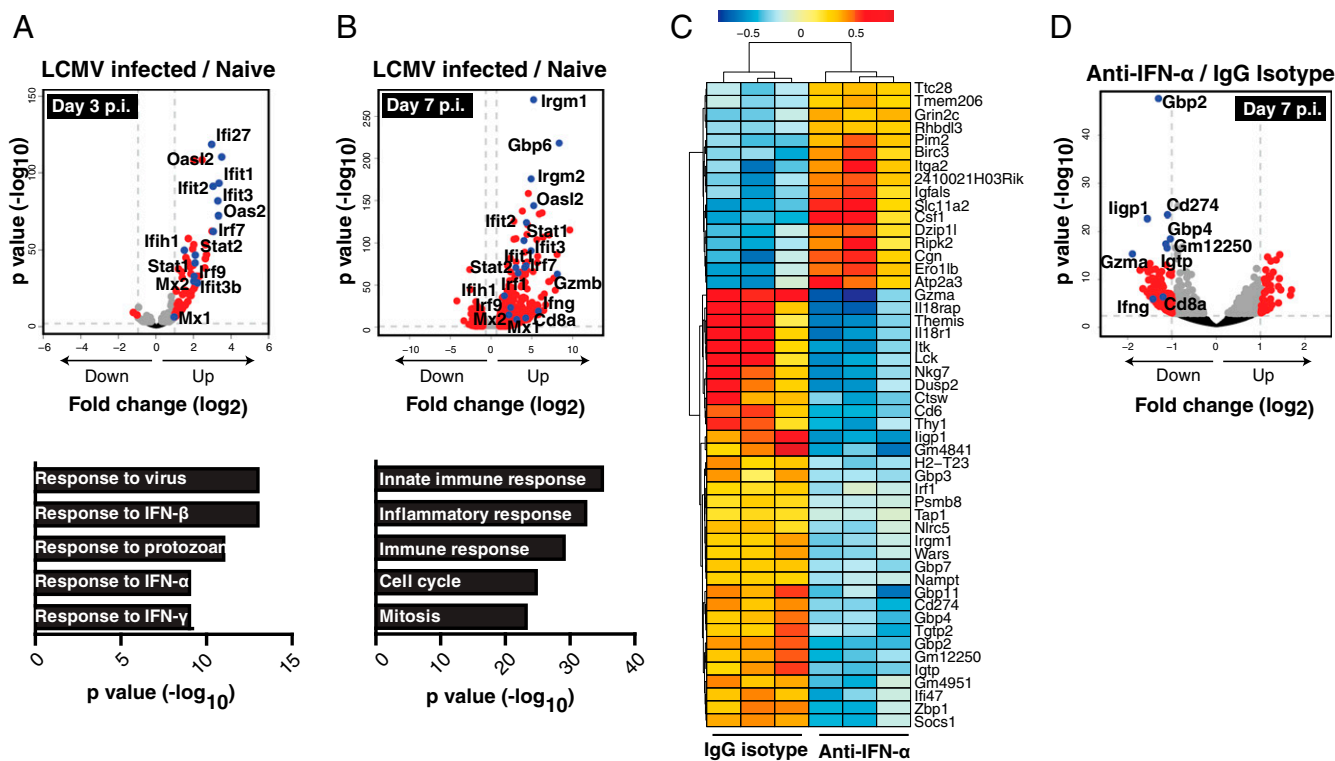 A
LCMV infected / Naive
Day 3 p.i.
p value (-log10)
150
100
50
0
Ifi27
Oasl2
Ifit1
Ifit2
Ifit3
Oas2
Irf7
Ifih1
Stat2
Stat1
Irf9
Mx2
Ifit3b
Mx1
−6
−4
−2
0
2
4
6
Down
Up
Fold change (log2)
Response to virus
Response to IFN-β
Response to protozoan
Response to IFN-α
Response to IFN-γ
0
5
10
15
p value (-log10)
B
LCMV infected / Naive
Day 7 p.i.
p value (-log10)
250
200
150
100
50
0
Irgm1
Gbp6
Irgm2
Oasl2
Ifit2
Stat1
Ifit3
Ifit1
Stat2
Irf7
Gzmb
Ifih1
Irf1
Irf9
Ifng
Mx2
Cd8a
Mx1
−10
−5
0
5
10
Down
Up
Fold change (log2)
Innate immune response
Inflammatory response
Immune response
Cell cycle
Mitosis
0
10
20
30
40
p value (-log10)
C
−0.5
0
0.5
Ttc28
Tmem206
Grin2c
Rhbdl3
Pim2
Birc3
Itga2
2410021H03Rik
Igfals
Slc11a2
Csf1
Dzip1l
Ripk2
Cgn
Ero1lb
Atp2a3
Gzma
Il18rap
Themis
Il18r1
Itk
Lck
Nkg7
Dusp2
Ctsw
Cd6
Thy1
Iigp1
Gm4841
H2−T23
Gbp3
Irf1
Psmb8
Tap1
Nlrc5
Irgm1
Wars
Gbp7
Nampt
Gbp11
Cd274
Gbp4
Tgtp2
Gbp2
Gm12250
Igtp
Gm4951
Ifi47
Zbp1
Socs1
IgG isotype
Anti-IFN-α
D
Anti-IFN-α / IgG Isotype
Day 7 p.i.
p value (-log10)
40
30
20
10
0
Gbp2
Cd274
Iigp1
Gbp4
Gm12250
Gzma
Igtp
Ifng
Cd8a
−2
−1
0
1
2
Down
Up
Fold change (log2)